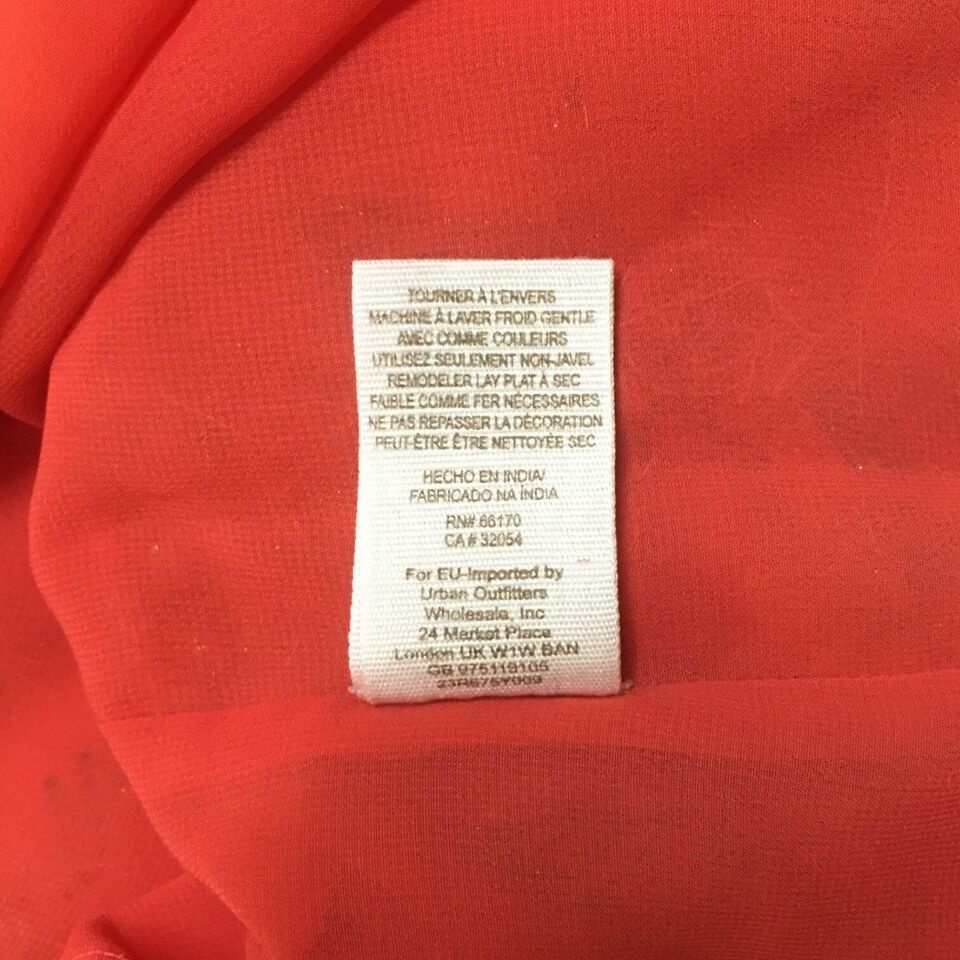 TOURNER À L'ENVERS
MACHINE À LAVER FROID GENTLE
AVEC COMME COULEURS
UTILISEZ SEULEMENT NON-JAVEL
REMODELER LAY PLAT À SEC
FAIBLE COMME FER NÉCESSAIRES
NE PAS REPASSER LA DÉCORATION
PEUT-ÊTRE ÊTRE NETTOYÉE SEC
HECHO EN INDIA/
FABRICADO NA ÍNDIA
RN# 66170
CA # 32054
For EU-Imported by
Urban Outfitters
Wholesale, Inc
24 Market Place
London UK W1W BAN
GB 975119105
23R675Y009